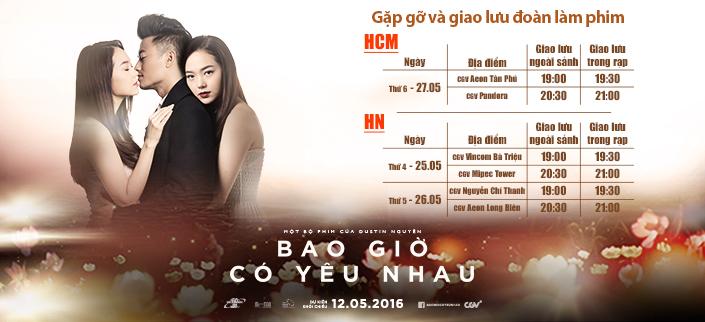 Gặp gỡ và giao lưu đoàn làm phim
HCM
Ngày Địa điểm Giao lưu ngoài sảnh Giao lưu trong rạp
Thứ 6 - 27.05 CGV Aeon Tân Phú 19:00 19:30
CGV Pandora 20:30 21:00
HN
Ngày Địa điểm Giao lưu ngoài sảnh Giao lưu trong rạp
Thứ 4 - 25.05 CGV Vincom Bà Triệu 19:00 19:30
CGV Mipec Tower 20:30 21:00
Thứ 5 - 26.05 CGV Nguyễn Chí Thanh 19:00 19:30
CGV Aeon Long Biên 20:30 21:00
MỘT BỘ PHIM CỦA DUSTIN NGUYỄN
BAO GIỜ
CÓ YÊU NHAU
DỰ KIẾN KHỞI CHIẾU 12.05.2016 CGV